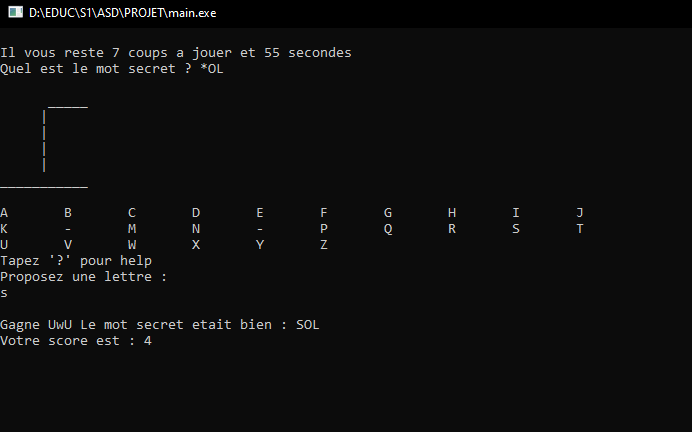 D:\EDUC\S1\ASD\PROJET\main.exe
Il vous reste 7 coups a jouer et 55 secondes
Quel est le mot secret ? *OL
_____
|
|
|
|
___________
A B C D E F G H I J
K - M N - P Q R S T
U V W X Y Z
Tapez '?' pour help
Proposez une lettre :
s
Gagne UwU Le mot secret etait bien : SOL
Votre score est : 4